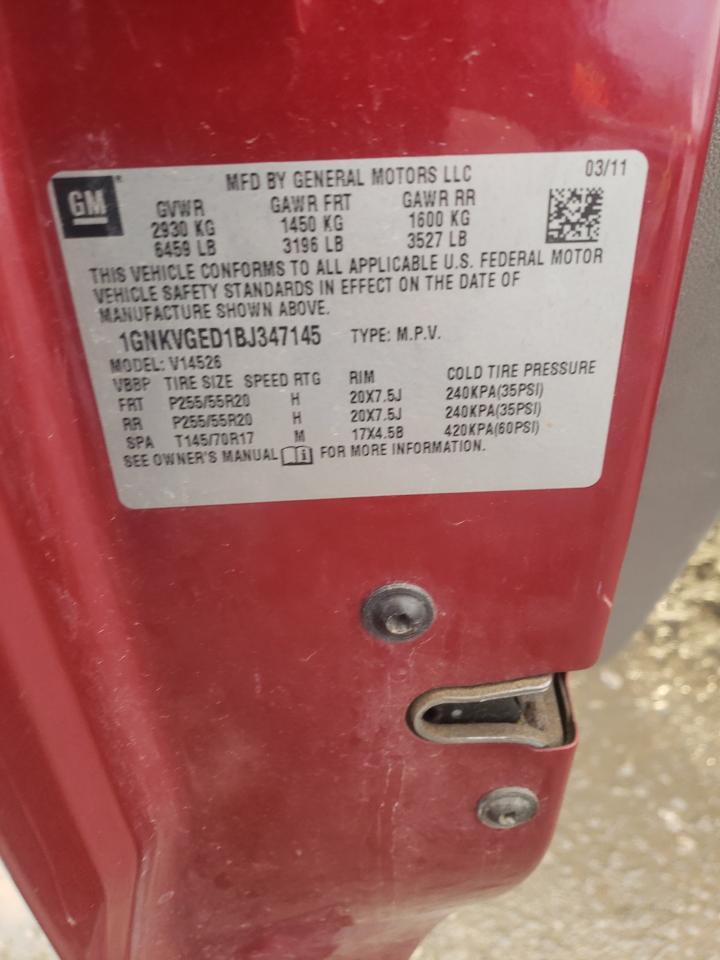 GM
MFD BY GENERAL MOTORS LLC 03/11
GVWR GAWR FRT GAWR RR
2930 KG 1450 KG 1600 KG
6459 LB 3196 LB 3527 LB
THIS VEHICLE CONFORMS TO ALL APPLICABLE U.S. FEDERAL MOTOR
VEHICLE SAFETY STANDARDS IN EFFECT ON THE DATE OF
MANUFACTURE SHOWN ABOVE.
1GNKVGED1BJ347145 TYPE: M.P.V.
MODEL: V14526
VBBP TIRE SIZE SPEED RTG RIM COLD TIRE PRESSURE
FRT P255/55R20 H 20X7.5J 240KPA(35PSI)
RR P255/55R20 H 20X7.5J 240KPA(35PSI)
SPA T145/70R17 M 17X4.5B 420KPA(60PSI)
SEE OWNER'S MANUAL FOR MORE INFORMATION.